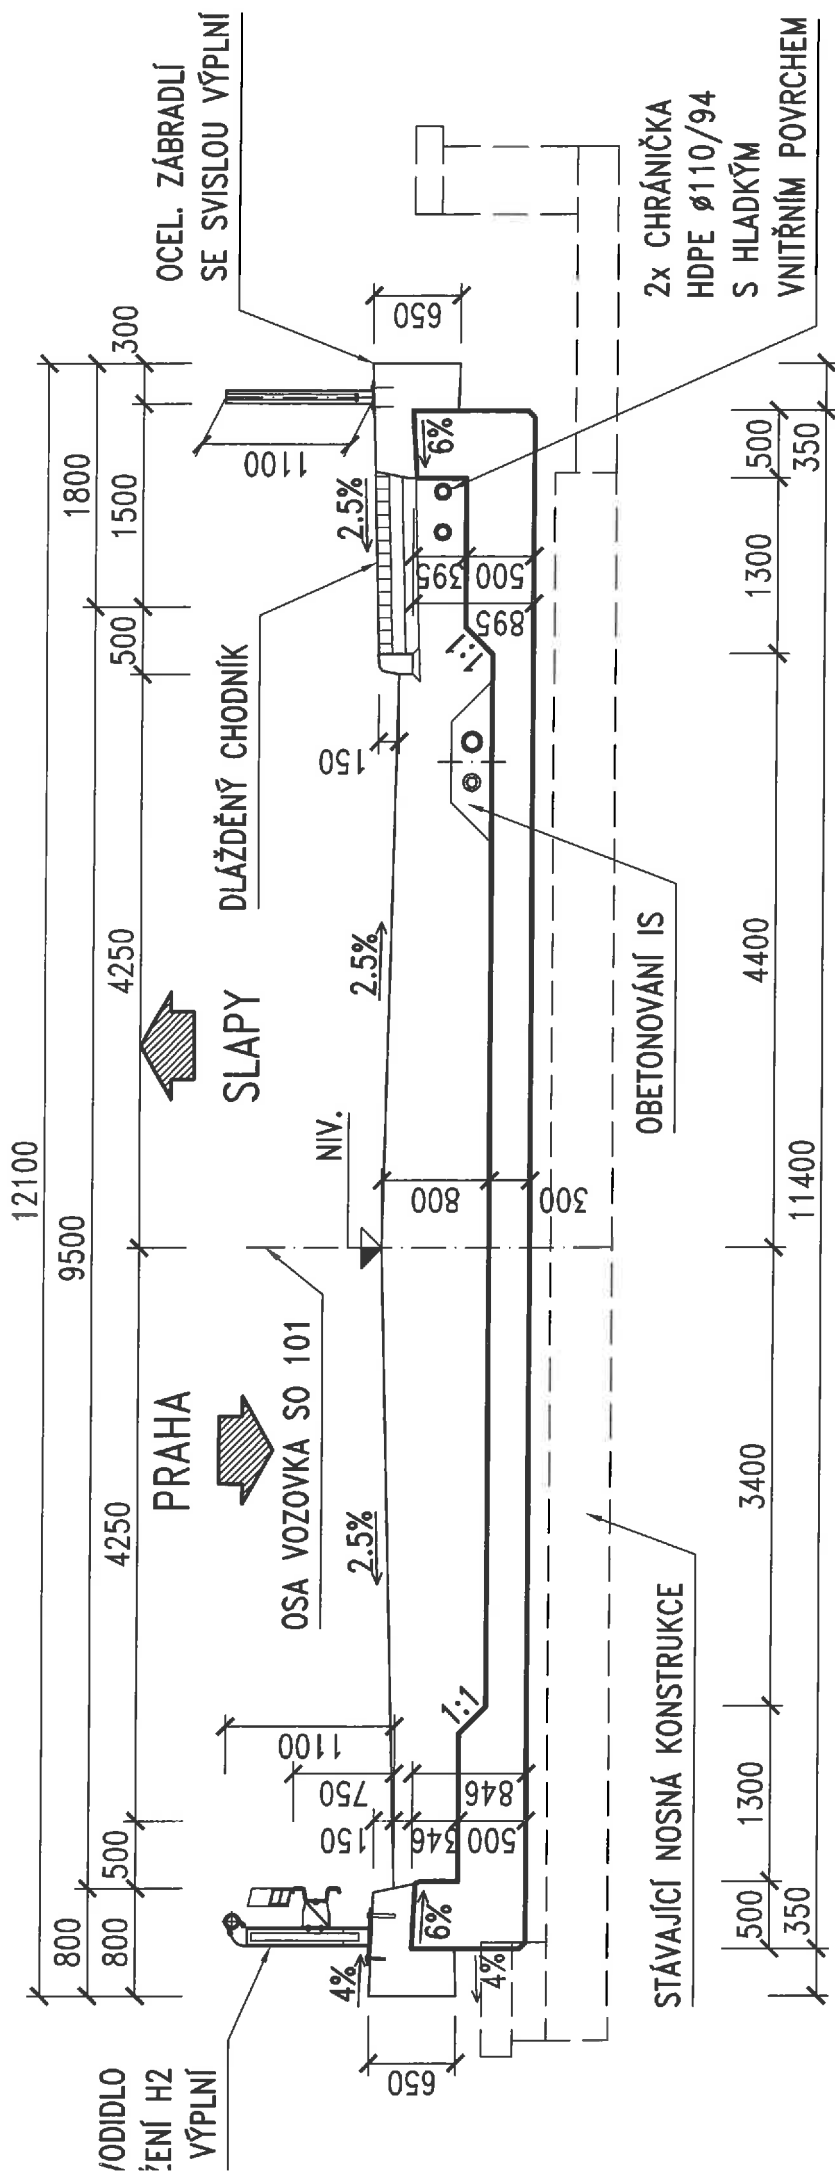 12100
9500
1800
800
4250
4250
500
1500
300
800
500
VODIDLO
ŽENÍ H2
VÝPLNÍ
PRAHA
SLAPY
OSA VOZOVKA SO 101
NIV.
DLÁŽDĚNÝ CHODNÍK
OCEL. ZÁBRADLÍ
SE SVISLOU VÝPLNÍ
1100
750
150
1100
150
650
4%
2.5%
2.5%
2.5%
6%
6%
4%
650
346
500
846
1:1
800
300
1:1
395
500
895
STÁVAJÍCÍ NOSNÁ KONSTRUKCE
OBETONOVÁNÍ IS
2x CHRÁNIČKA
HDPE ø110/94
S HLADKÝM
VNITŘNÍM POVRCHEM
500
1300
3400
4400
1300
500
350
11400
350